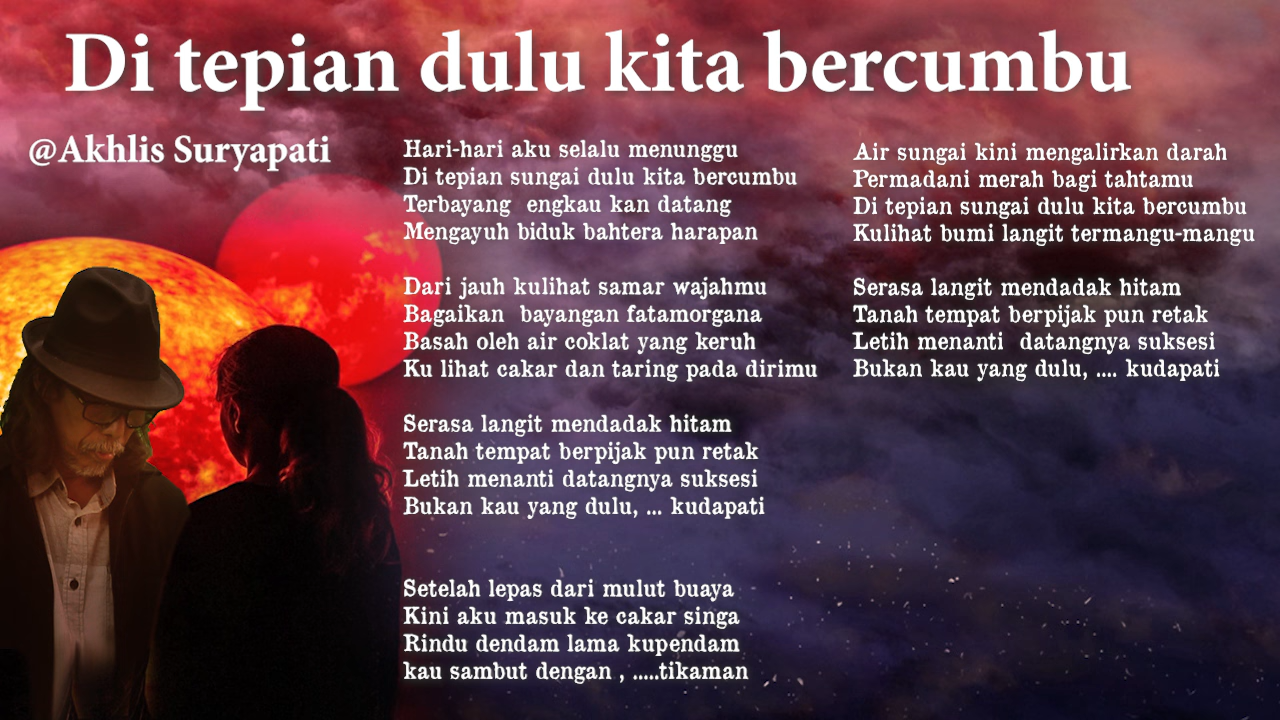 Di tepian dulu kita bercumbu
@Akhlis Suryapati
Hari-hari aku selalu menunggu
Di tepian sungai dulu kita bercumbu
Terbayang  engkau kan datang
Mengayuh biduk bahtera harapan
Dari jauh kulihat samar wajahmu
Bagaikan  bayangan fatamorgana
Basah oleh air coklat yang keruh
Ku lihat cakar dan taring pada dirimu
Serasa langit mendadak hitam
Tanah tempat berpijak pun retak
Letih menanti datangnya suksesi
Bukan kau yang dulu, ... kudapati
Setelah lepas dari mulut buaya
Kini aku masuk ke cakar singa
Rindu dendam lama kupendam
kau sambut dengan , .....tikaman
Air sungai kini mengalirkan darah
Permadani merah bagi tahtamu
Di tepian sungai dulu kita bercumbu
Kulihat bumi langit termangu-mangu
Serasa langit mendadak hitam
Tanah tempat berpijak pun retak
Letih menanti  datangnya suksesi
Bukan kau yang dulu, .... kudapati